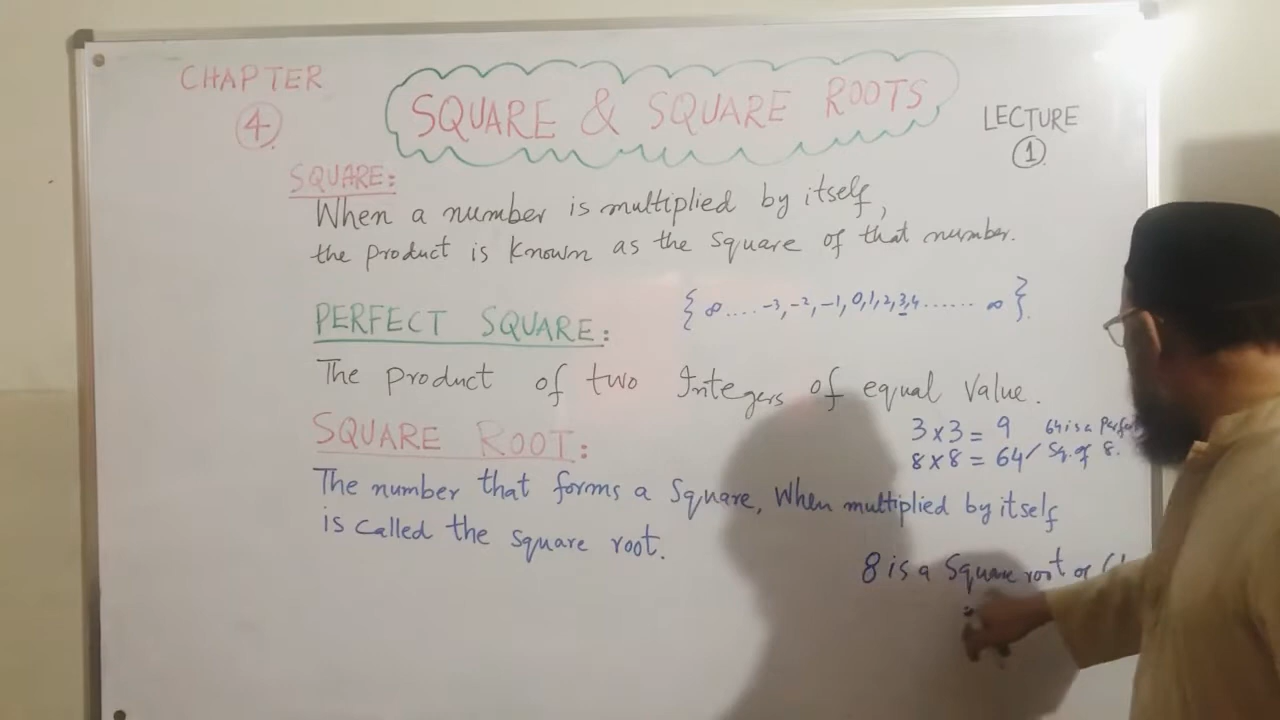 CHAPTER
4
SQUARE & SQUARE ROOTS
LECTURE
1
SQUARE:
When a number is multiplied by itself,
the product is known as the square of that number.
{ ∞....-3,-2,-1,0,1,2,3,4...... ∞ }.
PERFECT SQUARE:
The product of two Integers of equal value.
3 x 3 = 9
64 is a
8 x 8 = 64
Sq. of 8.
SQUARE ROOT:
The number that forms a Square, When multiplied by itself
is called the square root.
8 is a Square root of